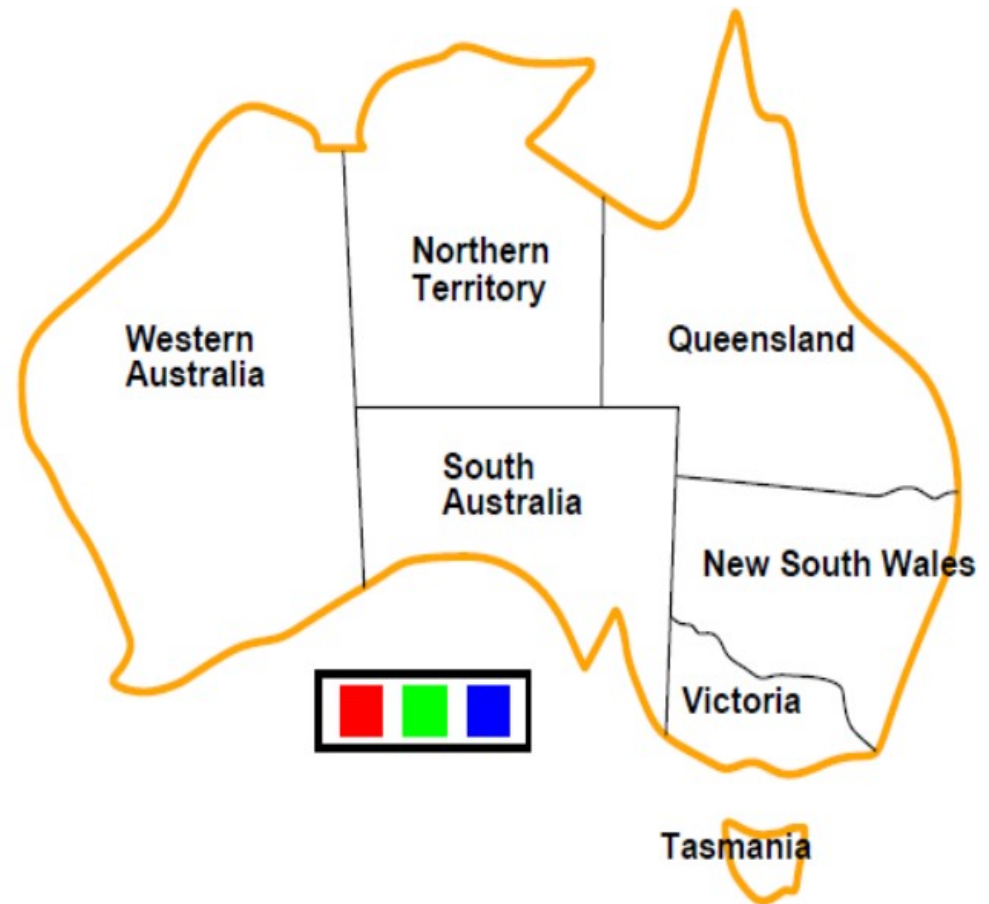 Northern
Territory
Western
Australia
Queensland
South
Australia
New South Wales
Victoria
Tasmania